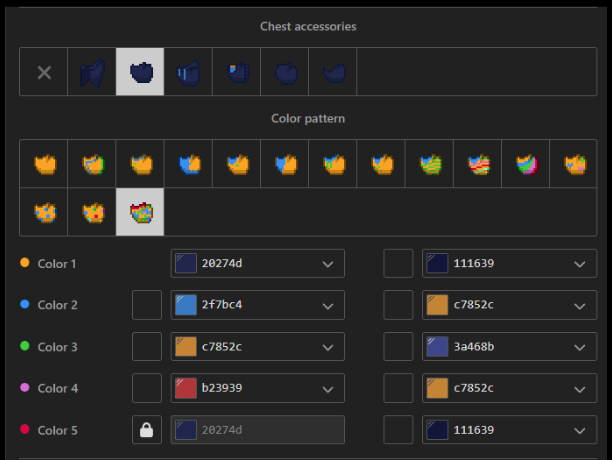 Chest accessories
Color pattern
Color 1 20274d 111639
Color 2 2f7bc4 c7852c
Color 3 c7852c 3a468b
Color 4 b23939 c7852c
Color 5 20274d 111639